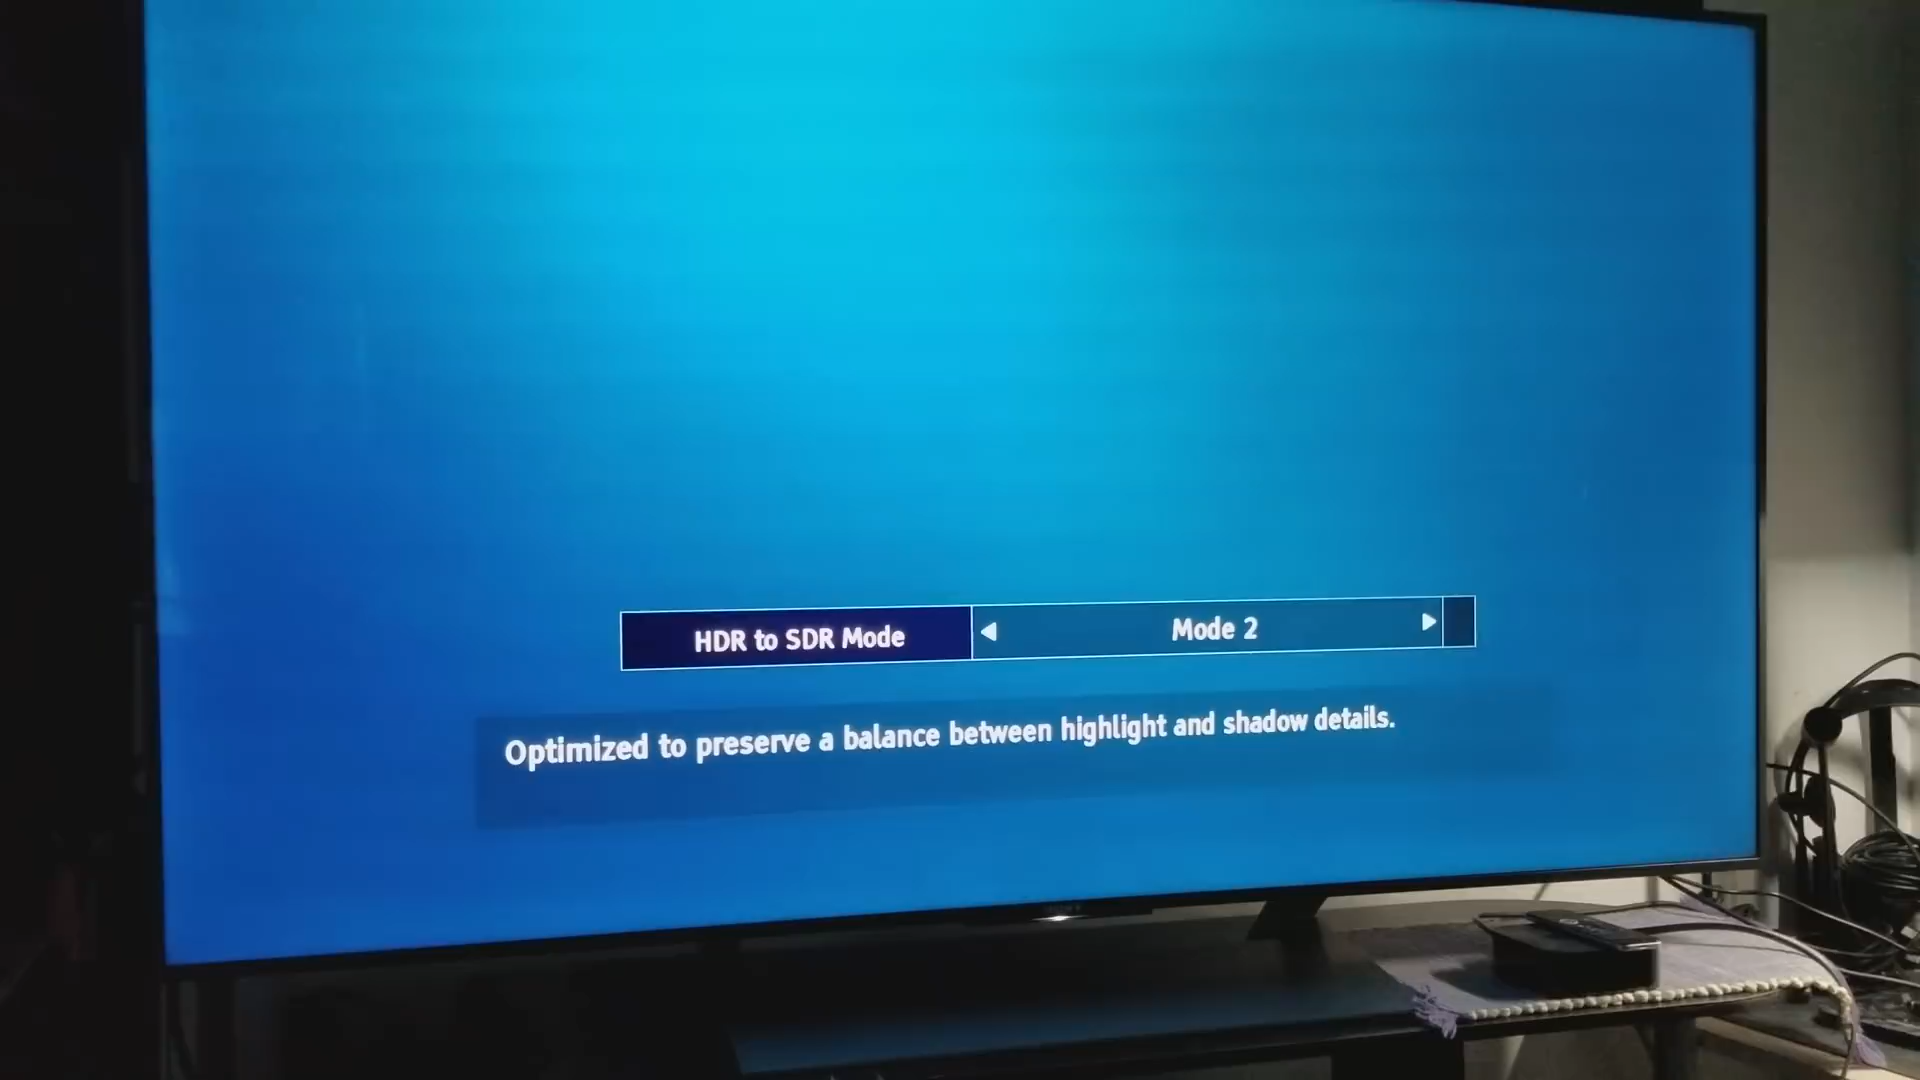 HDR to SDR Mode
Mode 2
Optimized to preserve a balance between highlight and shadow details.